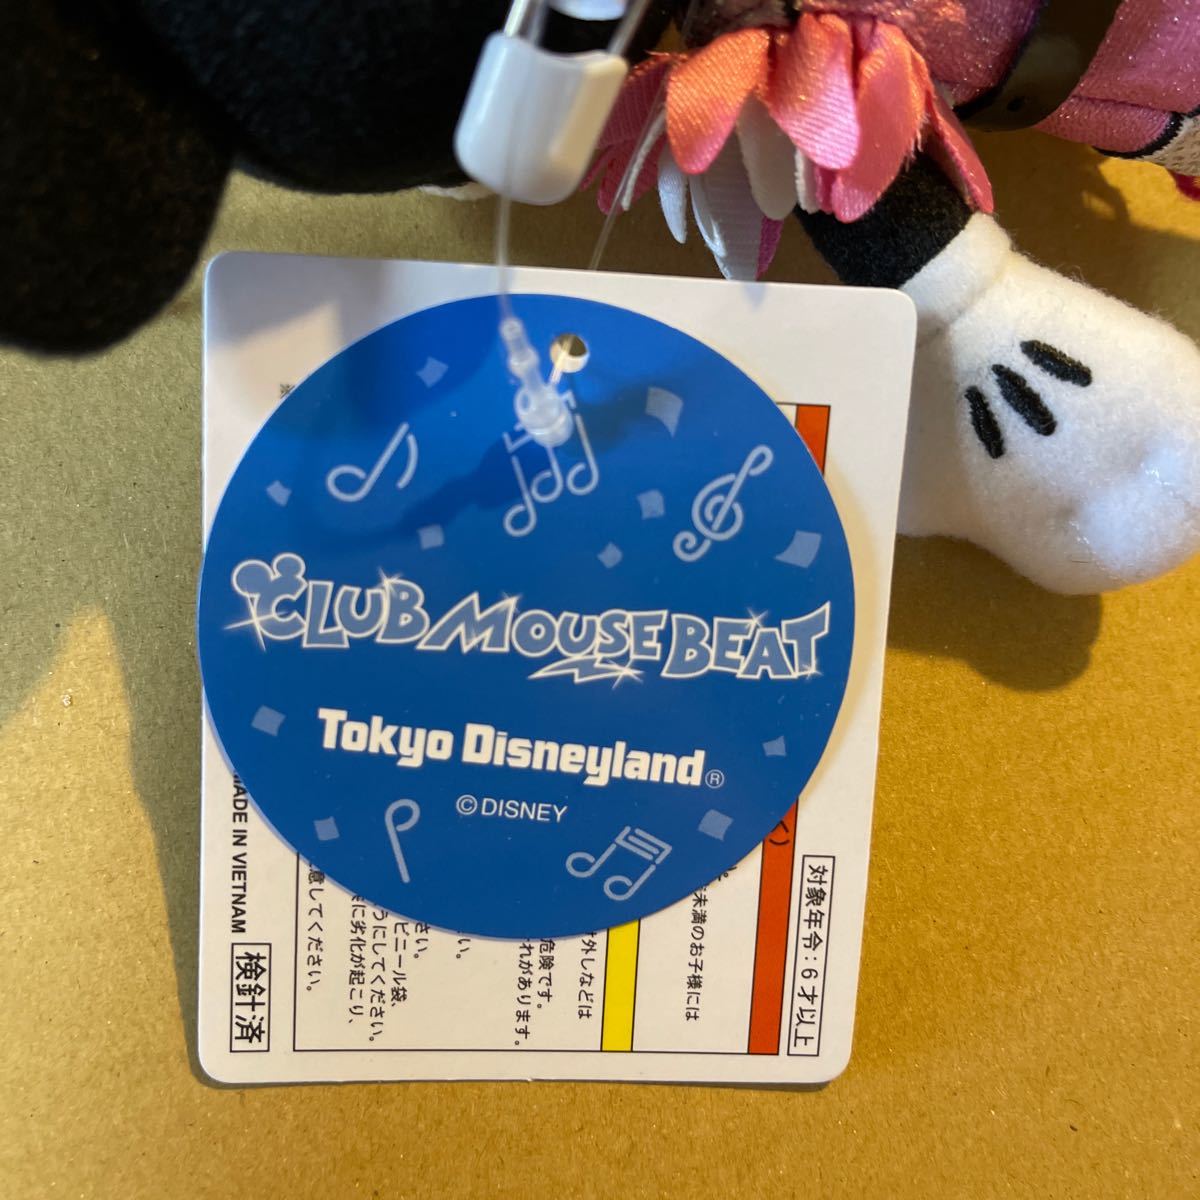 CLUB MOUSE BEAT
Tokyo Disneyland®
©DISNEY
対象年令:6才以上
未満のお子様には
外しなどは
危険です。
れがあります。
い。
さい。
ビニール袋、
うにしてください。
に劣化が起こり、
意してください。
MADE IN VIETNAM
検針済